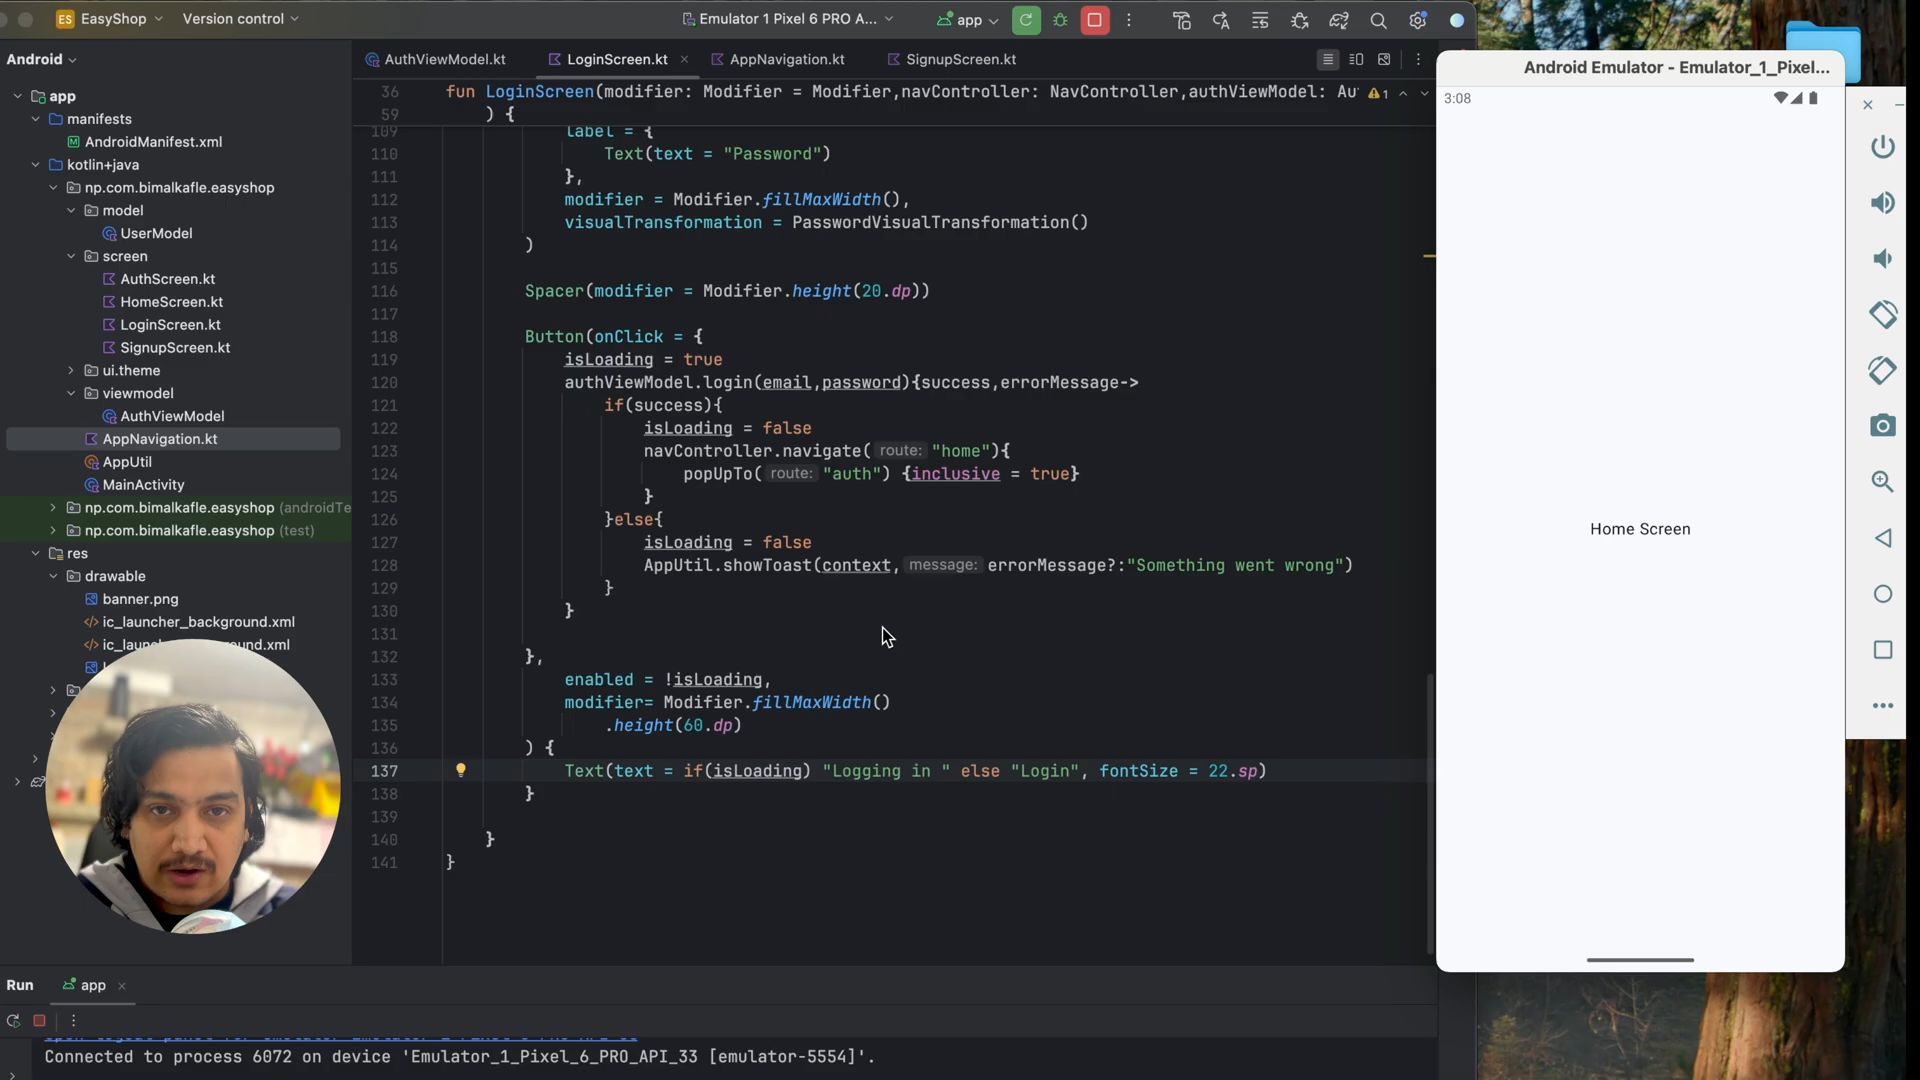 ES EasyShop
Version control
Emulator 1 Pixel 6 PRO A...
app
Android
app
manifests
AndroidManifest.xml
kotlin+java
np.com.bimalkafle.easyshop
model
UserModel
screen
AuthScreen.kt
HomeScreen.kt
LoginScreen.kt
SignupScreen.kt
ui.theme
viewmodel
AuthViewModel
AppNavigation.kt
AppUtil
MainActivity
np.com.bimalkafle.easyshop (androidTe
np.com.bimalkafle.easyshop (test)
res
drawable
banner.png
ic_launcher_background.xml
AuthViewModel.kt
LoginScreen.kt
AppNavigation.kt
SignupScreen.kt
36 fun LoginScreen(modifier: Modifier = Modifier,navController: NavController,authViewModel: Au 1
59 ) {
109 label = {
110 Text(text = "Password")
111 },
112 modifier = Modifier.fillMaxWidth(),
113 visualTransformation = PasswordVisualTransformation()
114 )
115
116 Spacer(modifier = Modifier.height(20.dp))
117
118 Button(onClick = {
119 isLoading = true
120 authViewModel.login(email,password){success,errorMessage->
121 if(success){
122 isLoading = false
123 navController.navigate( route: "home"){
124 popUpTo( route: "auth") {inclusive = true}
125 }
126 }else{
127 isLoading = false
128 AppUtil.showToast(context, message: errorMessage?:"Something went wrong")
129 }
130 }
131
132 },
133 enabled = !isLoading,
134 modifier= Modifier.fillMaxWidth()
135 .height(60.dp)
136 ) {
137 Text(text = if(isLoading) "Logging in " else "Login", fontSize = 22.sp)
138 }
139
140 }
141 }
Run
app
Connected to process 6072 on device 'Emulator_1_Pixel_6_PRO_API_33 [emulator-5554]'.
Android Emulator - Emulator_1_Pixel...
3:08
Home Screen